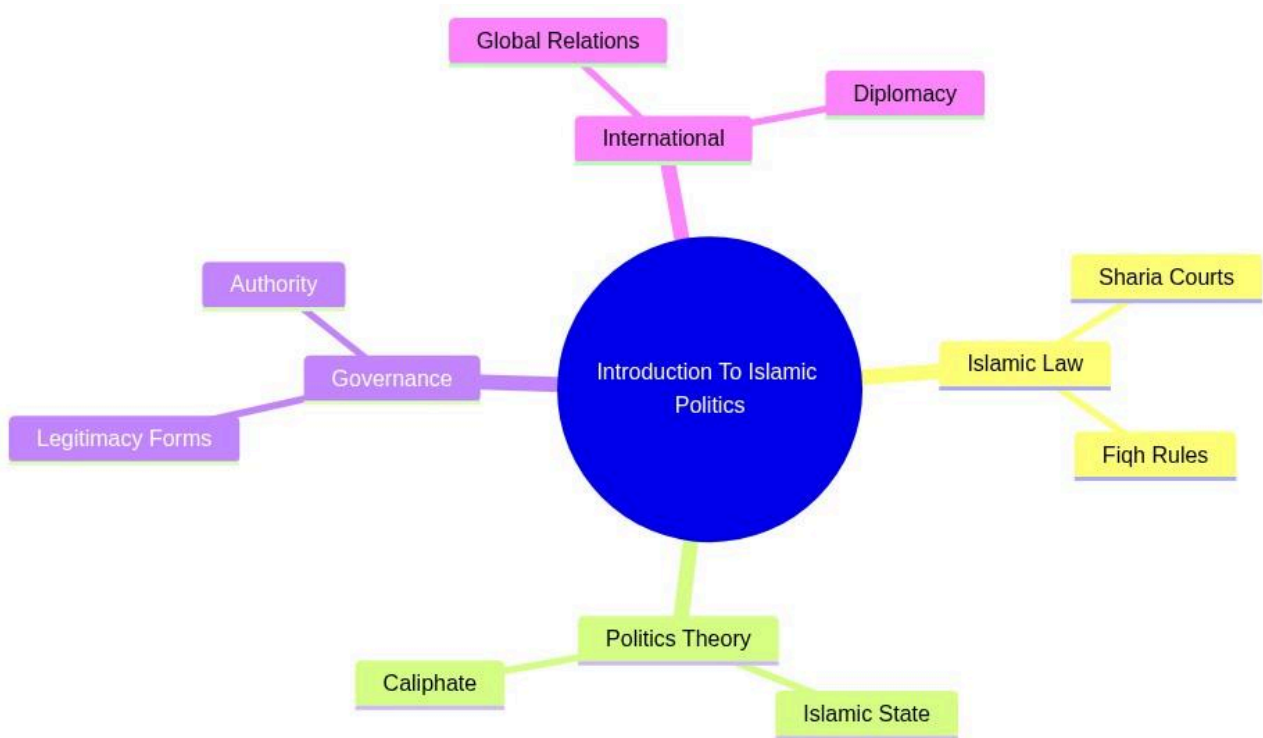 Global Relations
Diplomacy
International
Authority
Sharia Courts
Governance
Introduction To Islamic
Politics
Islamic Law
Legitimacy Forms
Fiqh Rules
Politics Theory
Caliphate
Islamic State